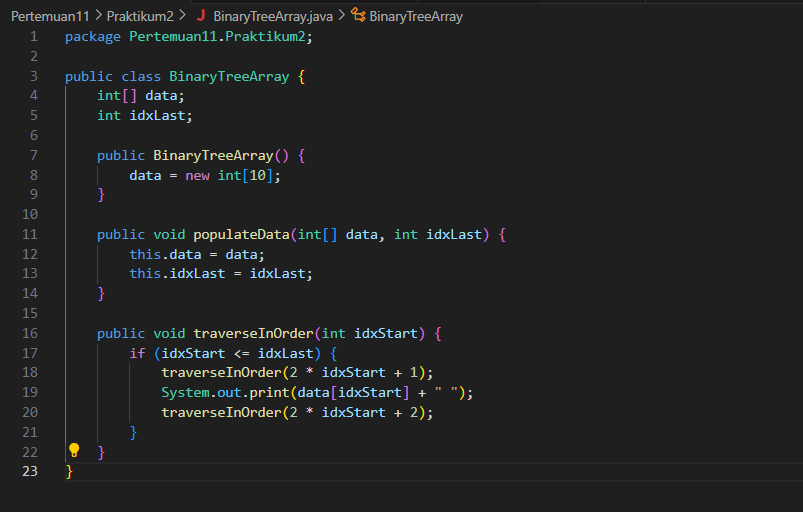 Pertemuan11 > Praktikum2 > J BinaryTreeArray.java > BinaryTreeArray
1 package Pertemuan11.Praktikum2;
2
3 public class BinaryTreeArray {
4     int[] data;
5     int idxLast;
6
7     public BinaryTreeArray() {
8         data = new int[10];
9     }
10
11     public void populateData(int[] data, int idxLast) {
12         this.data = data;
13         this.idxLast = idxLast;
14     }
15
16     public void traverseInOrder(int idxStart) {
17         if (idxStart <= idxLast) {
18             traverseInOrder(2 * idxStart + 1);
19             System.out.print(data[idxStart] + " ");
20             traverseInOrder(2 * idxStart + 2);
21         }
22     }
23 }